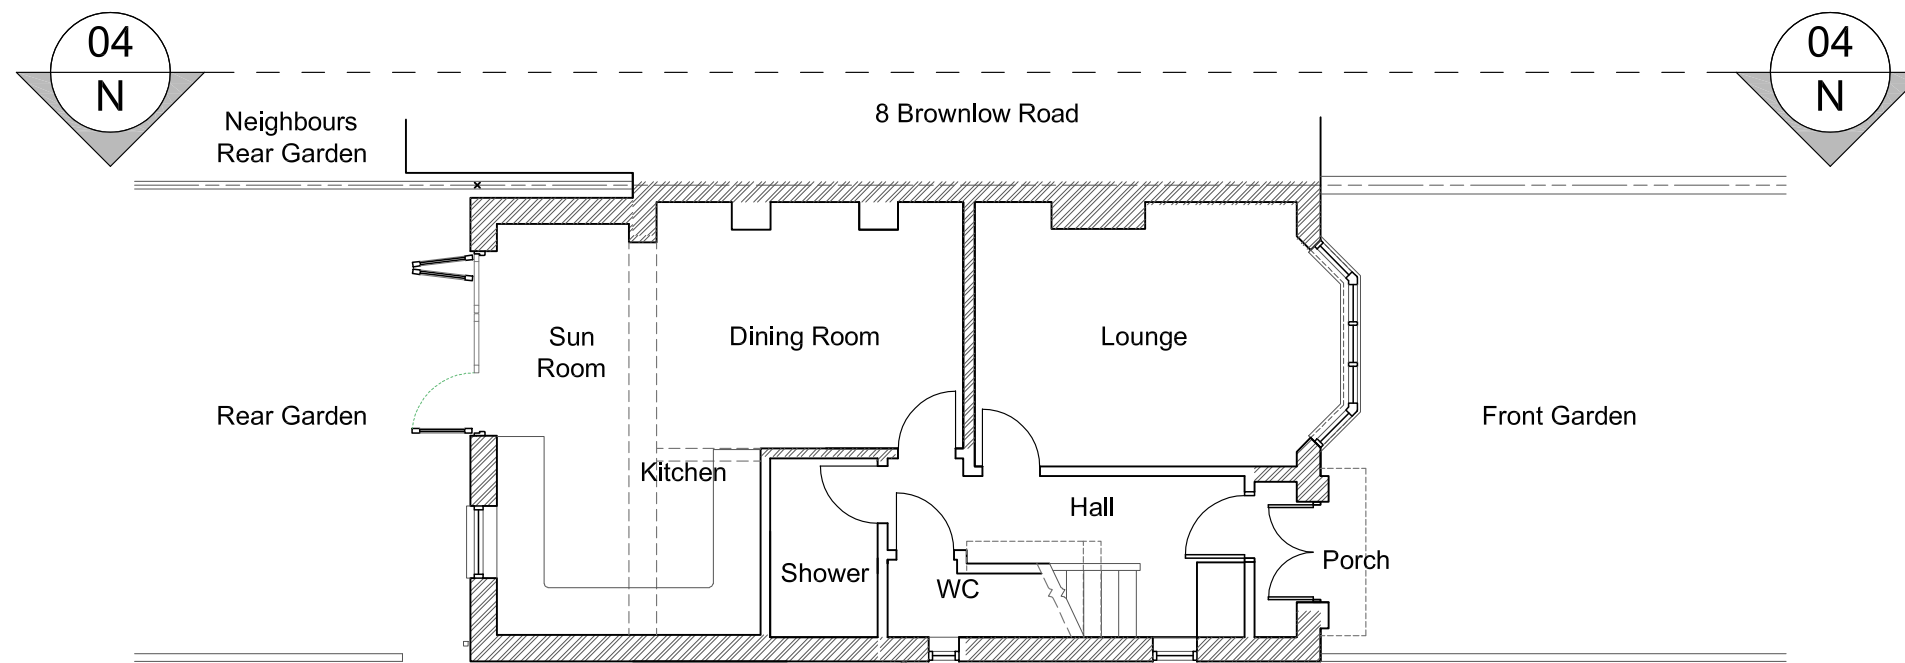 04
N
04
N
8 Brownlow Road
Neighbours
Rear Garden
Sun
Room
Dining Room
Lounge
Rear Garden
Front Garden
Kitchen
Hall
Shower
WC
Porch